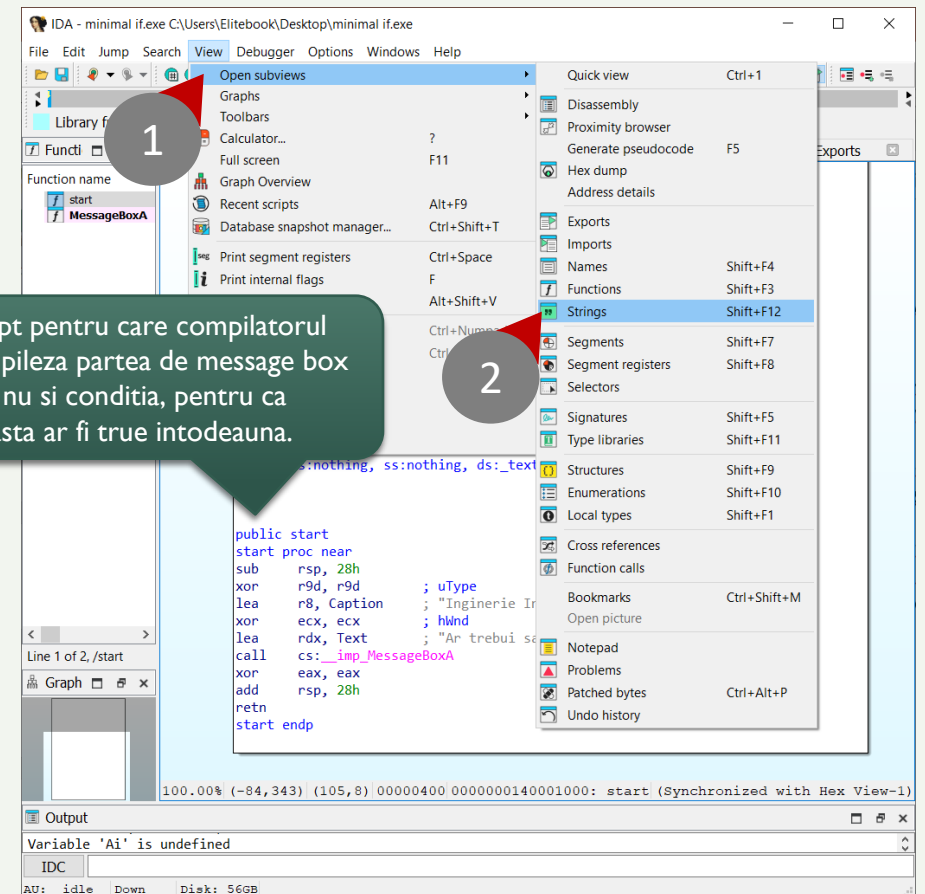 IDA - minimal if.exe C:\Users\Elitebook\Desktop\minimal if.exe
File Edit Jump Search View Debugger Options Windows Help
Open subviews
Graphs
Toolbars
Calculator... ?
Full screen F11
Graph Overview
Recent scripts Alt+F9
Database snapshot manager... Ctrl+Shift+T
Print segment registers Ctrl+Space
Print internal flags F
Alt+Shift+V
Ctrl+Nump
Ctrl
Quick view Ctrl+1
Disassembly
Proximity browser
Generate pseudocode F5
Hex dump
Address details
Exports
Imports
Names Shift+F4
Functions Shift+F3
Strings Shift+F12
Segments Shift+F7
Segment registers Shift+F8
Selectors
Signatures Shift+F5
Type libraries Shift+F11
Structures Shift+F9
Enumerations Shift+F10
Local types Shift+F1
Cross references
Function calls
Bookmarks Ctrl+Shift+M
Open picture
Notepad
Problems
Patched bytes Ctrl+Alt+P
Undo history
1
2
Library f
Functi
Exports
Function name
start
MessageBoxA
pt pentru care compilatorul
pileza partea de message box
nu si conditia, pentru ca
sta ar fi true intodeauna.
s:nothing, ss:nothing, ds:_text
public start
start proc near
sub rsp, 28h
xor r9d, r9d ; uType
lea r8, Caption ; "Inginerie In
xor ecx, ecx ; hWnd
lea rdx, Text ; "Ar trebui sa
call cs:__imp_MessageBoxA
xor eax, eax
add rsp, 28h
retn
start endp
Line 1 of 2, /start
Graph
100.00% (-84,343) (105,8) 00000400 0000000140001000: start (Synchronized with Hex View-1)
Output
Variable 'Ai' is undefined
IDC
AU: idle Down Disk: 56GB